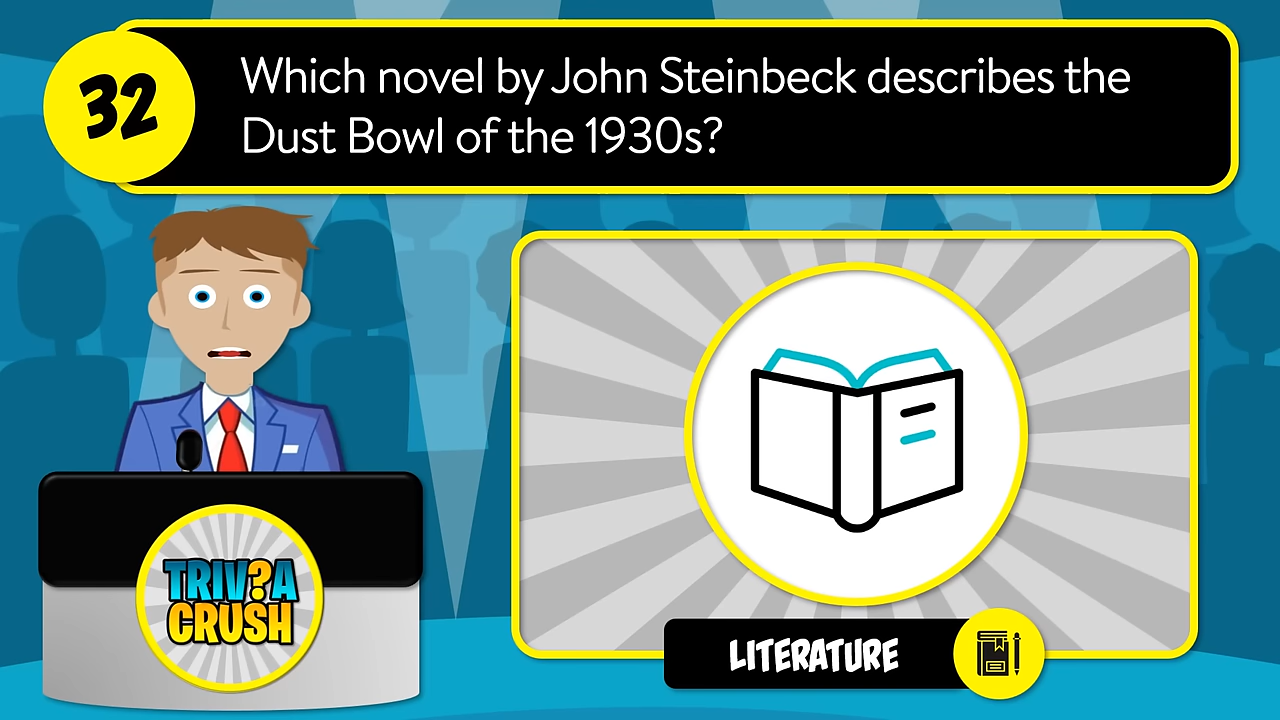 32
Which novel by John Steinbeck describes the
Dust Bowl of the 1930s?
TRIV?A
CRUSH
LITERATURE